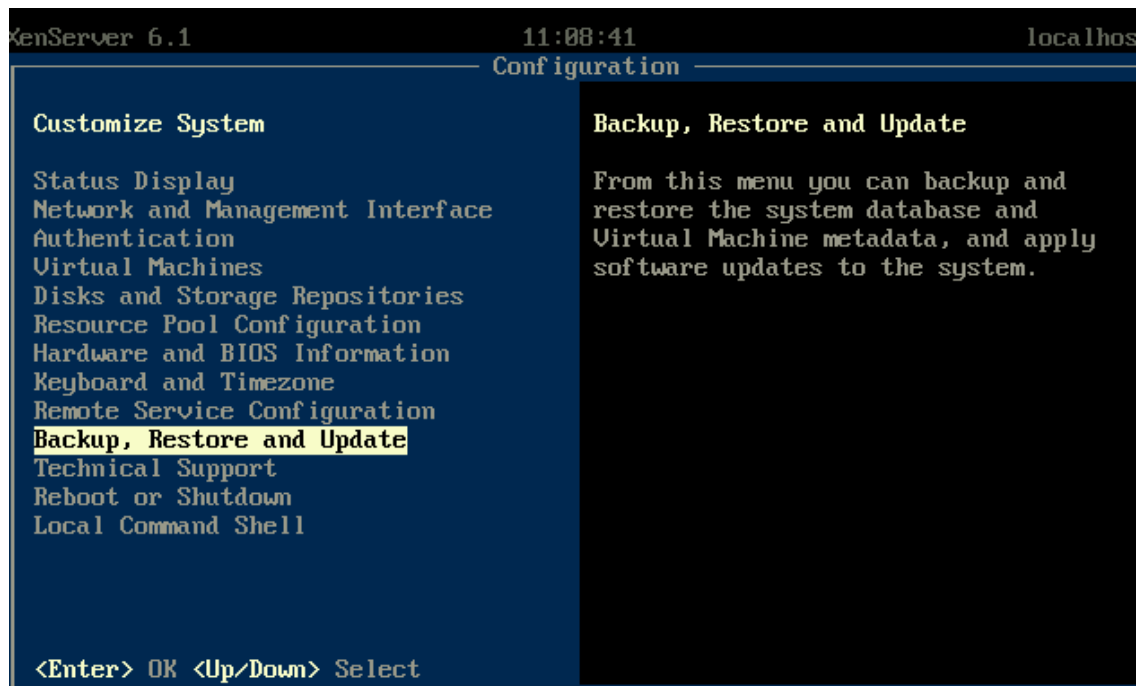 XenServer 6.1 11:08:41 localhos
Configuration
Customize System
Status Display
Network and Management Interface
Authentication
Virtual Machines
Disks and Storage Repositories
Resource Pool Configuration
Hardware and BIOS Information
Keyboard and Timezone
Remote Service Configuration
Backup, Restore and Update
Technical Support
Reboot or Shutdown
Local Command Shell
<Enter> OK <Up/Down> Select
Backup, Restore and Update
From this menu you can backup and
restore the system database and
Virtual Machine metadata, and apply
software updates to the system.